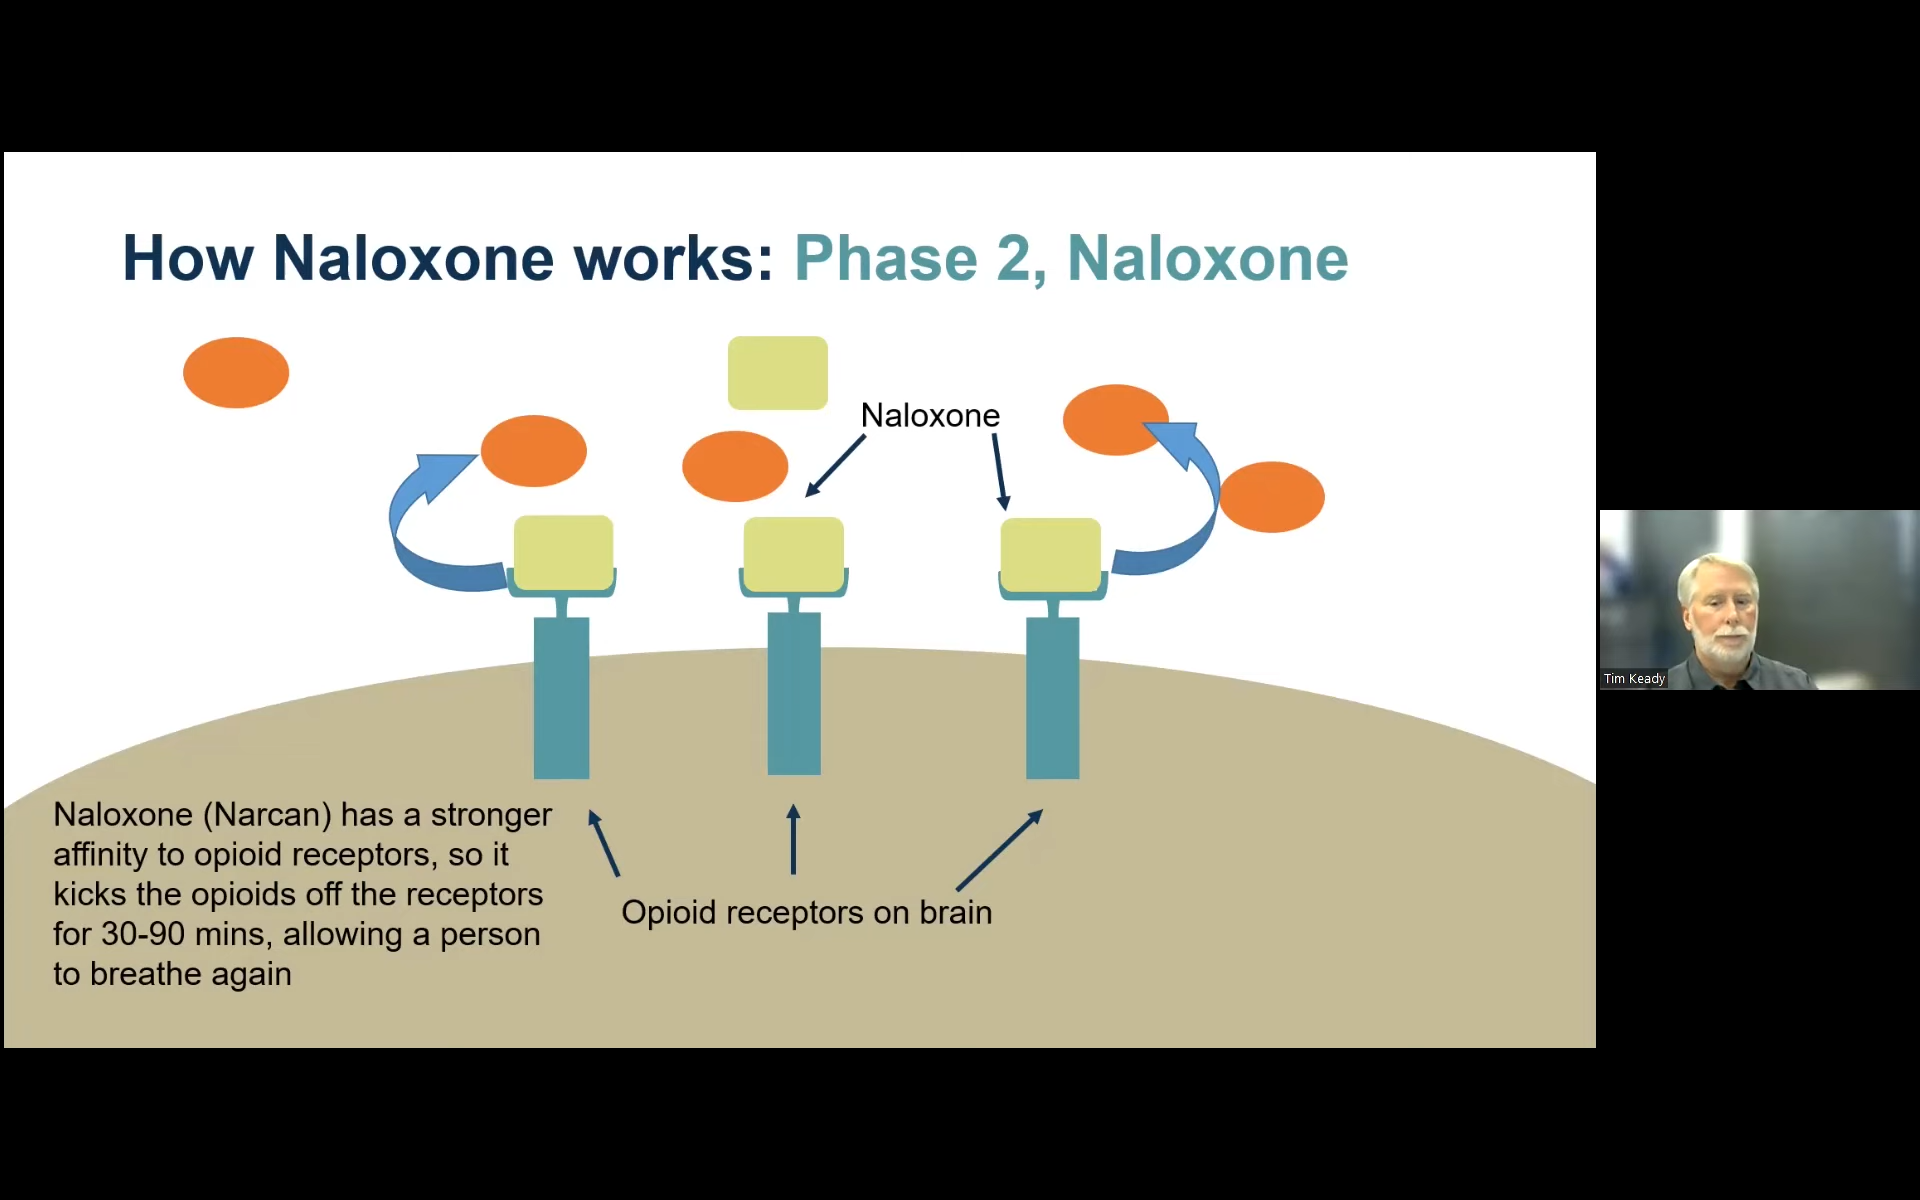 How Naloxone works: Phase 2, Naloxone
Naloxone
Tim Keady
Naloxone (Narcan) has a stronger
affinity to opioid receptors, so it
kicks the opioids off the receptors
for 30-90 mins, allowing a person
to breathe again
Opioid receptors on brain